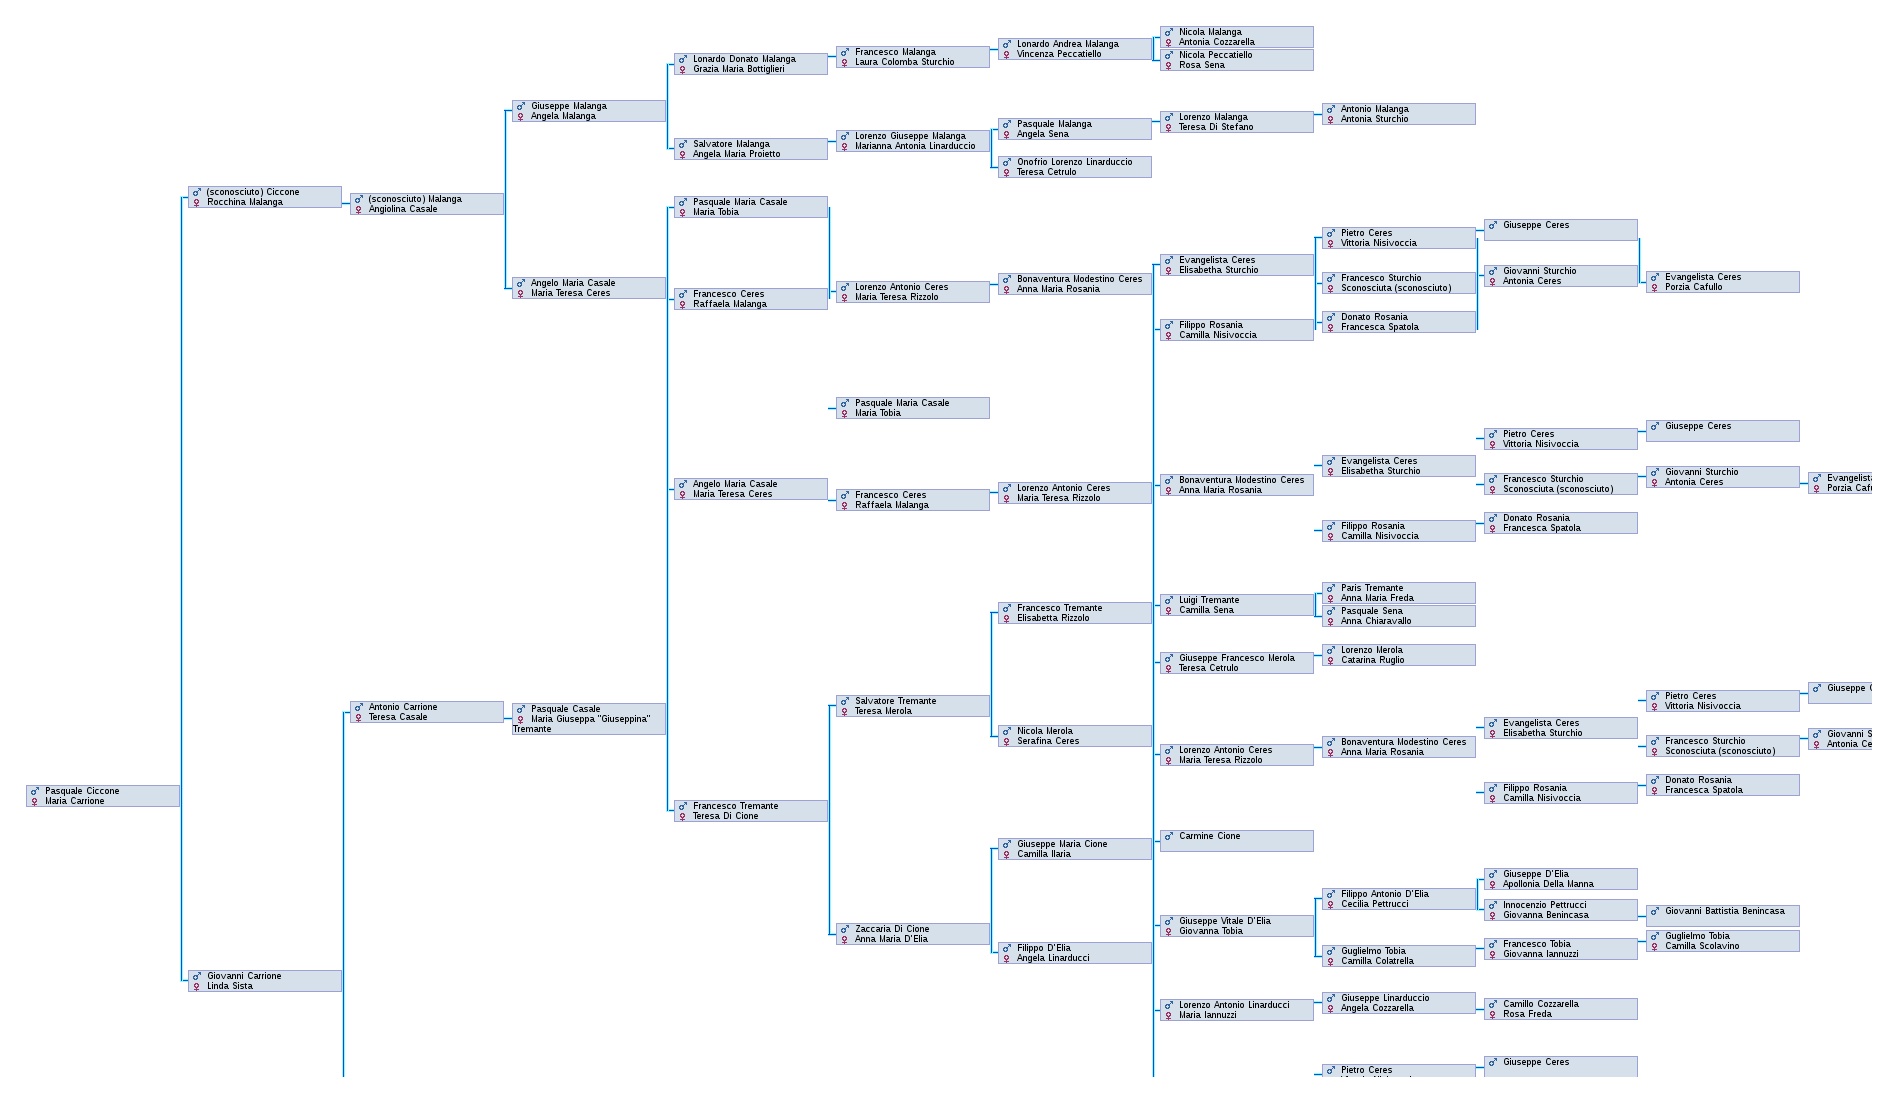 Pasquale Ciccone
Maria Carrione
(sconosciuto) Ciccone
Rocchina Malanga
Giovanni Carrione
Linda Sista
(sconosciuto) Malanga
Angiolina Casale
Antonio Carrione
Teresa Casale
Giuseppe Malanga
Angela Malanga
Angelo Maria Casale
Maria Teresa Ceres
Pasquale Casale
Maria Giuseppa "Giuseppina"
Tremante
Lonardo Donato Malanga
Grazia Maria Bottiglieri
Salvatore Malanga
Angela Maria Proietto
Pasquale Maria Casale
Maria Tobia
Francesco Ceres
Raffaela Malanga
Angelo Maria Casale
Maria Teresa Ceres
Francesco Tremante
Teresa Di Cione
Francesco Malanga
Laura Colomba Sturchio
Lorenzo Giuseppe Malanga
Marianna Antonia Linarduccio
Lorenzo Antonio Ceres
Maria Teresa Rizzolo
Pasquale Maria Casale
Maria Tobia
Francesco Ceres
Raffaela Malanga
Salvatore Tremante
Teresa Merola
Zaccaria Di Cione
Anna Maria D'Elia
Lonardo Andrea Malanga
Vincenza Peccatiello
Pasquale Malanga
Angela Sena
Onofrio Lorenzo Linarduccio
Teresa Cetrulo
Bonaventura Modestino Ceres
Anna Maria Rosania
Lorenzo Antonio Ceres
Maria Teresa Rizzolo
Francesco Tremante
Elisabetta Rizzolo
Nicola Merola
Serafina Ceres
Giuseppe Maria Cione
Camilla Ilaria
Filippo D'Elia
Angela Linarducci
Nicola Malanga
Antonia Cozzarella
Nicola Peccatiello
Rosa Sena
Lorenzo Malanga
Teresa Di Stefano
Evangelista Ceres
Elisabetha Sturchio
Filippo Rosania
Camilla Nisivoccia
Bonaventura Modestino Ceres
Anna Maria Rosania
Luigi Tremante
Camilla Sena
Giuseppe Francesco Merola
Teresa Cetrulo
Lorenzo Antonio Ceres
Maria Teresa Rizzolo
Carmine Cione
Giuseppe Vitale D'Elia
Giovanna Tobia
Lorenzo Antonio Linarducci
Maria Iannuzzi
Antonio Malanga
Antonia Sturchio
Pietro Ceres
Vittoria Nisivoccia
Francesco Sturchio
Sconosciuta (sconosciuto)
Donato Rosania
Francesca Spatola
Evangelista Ceres
Elisabetha Sturchio
Filippo Rosania
Camilla Nisivoccia
Paris Tremante
Anna Maria Freda
Pasquale Sena
Anna Chiaravallo
Lorenzo Merola
Catarina Ruglio
Bonaventura Modestino Ceres
Anna Maria Rosania
Filippo Antonio D'Elia
Cecilia Pettrucci
Guglielmo Tobia
Camilla Colatrella
Giuseppe Linarduccio
Angela Cozzarella
Pietro Ceres
Giuseppe Ceres
Giovanni Sturchio
Antonia Ceres
Pietro Ceres
Vittoria Nisivoccia
Francesco Sturchio
Sconosciuta (sconosciuto)
Donato Rosania
Francesca Spatola
Evangelista Ceres
Elisabetha Sturchio
Filippo Rosania
Camilla Nisivoccia
Giuseppe D'Elia
Apollonia Della Manna
Innocenzio Pettrucci
Giovanna Benincasa
Francesco Tobia
Giovanna Iannuzzi
Camillo Cozzarella
Rosa Freda
Giuseppe Ceres
Evangelista Ceres
Porzia Cafullo
Giuseppe Ceres
Giovanni Sturchio
Antonia Ceres
Pietro Ceres
Vittoria Nisivoccia
Francesco Sturchio
Sconosciuta (sconosciuto)
Donato Rosania
Francesca Spatola
Giovanni Battistia Benincasa
Guglielmo Tobia
Camilla Scolavino
Evangelist
Porzia
Giuseppe
Giovanni
Antonia